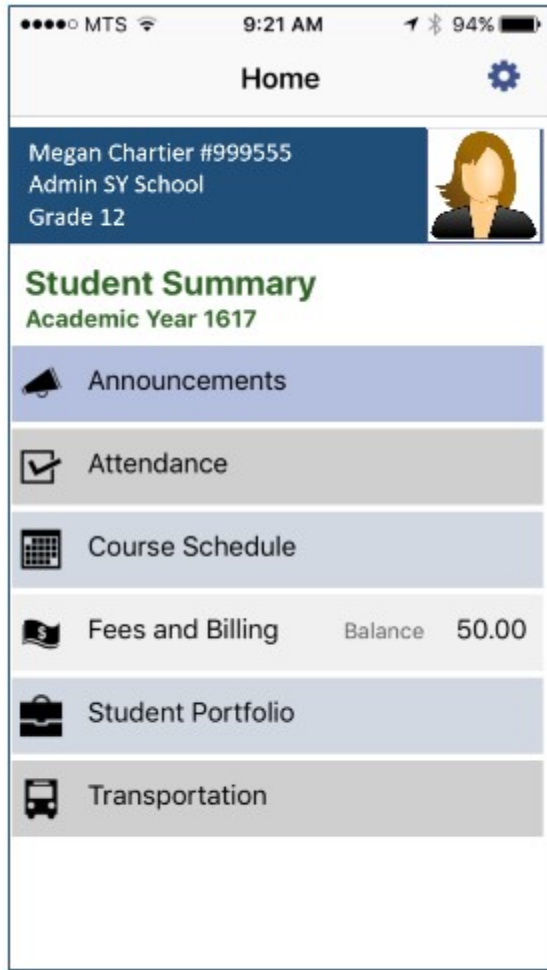 MTS 9:21 AM 94%
Home
Megan Chartier #999555
Admin SY School
Grade 12
Student Summary
Academic Year 1617
Announcements
Attendance
Course Schedule
Fees and Billing Balance 50.00
Student Portfolio
Transportation